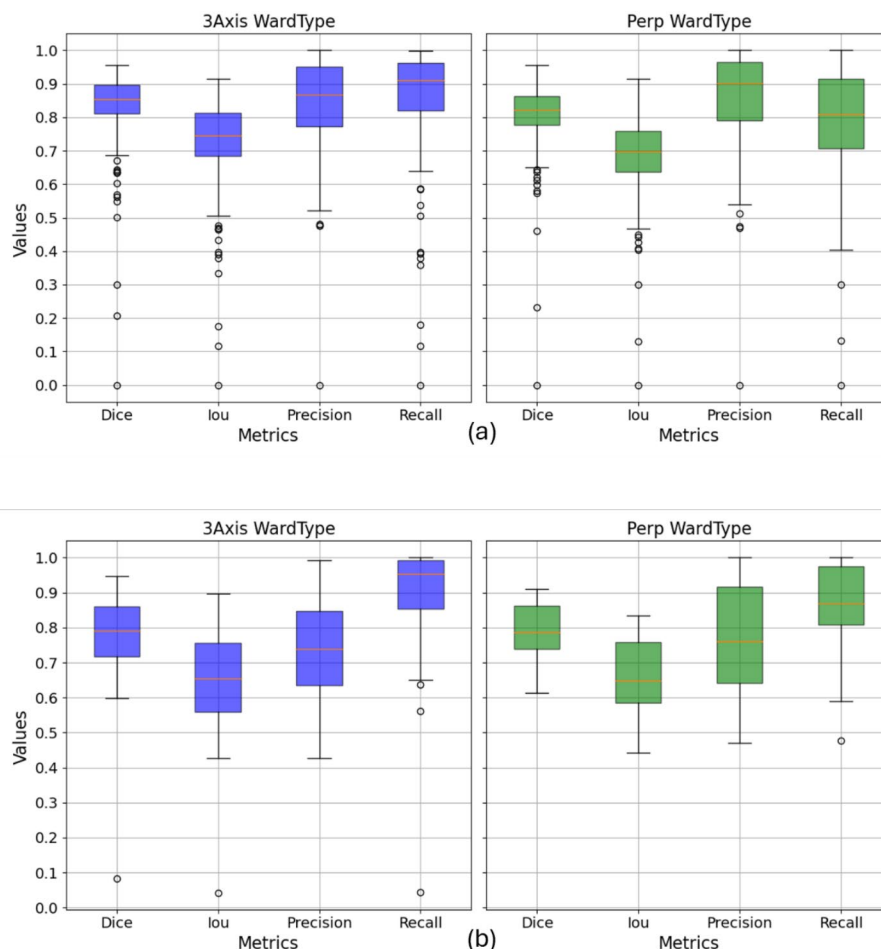 3Axis WardType
Perp WardType
1.0
0.9
0.8
0.7
0.6
0.5
0.4
0.3
0.2
0.1
0.0
Values
Dice Iou Precision Recall
Dice Iou Precision Recall
Metrics
(a)
Metrics
3Axis WardType
Perp WardType
1.0
0.9
0.8
0.7
0.6
0.5
0.4
0.3
0.2
0.1
0.0
Values
Dice Iou Precision Recall
Dice Iou Precision Recall
Metrics
(b)
Metrics